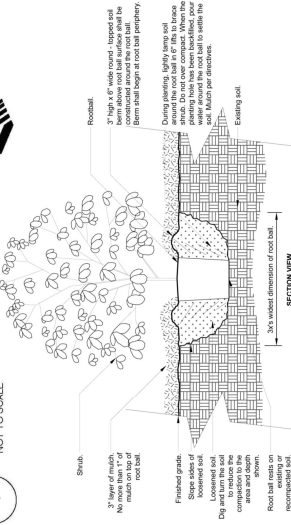 NOT TO SCALE
Shrub.
3" layer of mulch.
No more than 1" of
mulch on top of
root ball.
Finished grade.
Slope sides of
loosened soil.
Loosened soil.
Dig and turn the soil
to reduce the
compaction to the
area and depth
shown.
Root ball rests on
existing or
recompacted soil.
Rootball.
3" high x 6" wide round - topped soil
berm above root ball surface shall be
constructed around the root ball.
Berm shall begin at root ball periphery.
During planting, lightly tamp soil
around the root ball in 6" lifts to brace
shrub. Do not over compact. When the
planting hole has been backfilled, pour
water around the root ball to settle the
soil. Mutch per directives.
Existing soil.
3x's widest dimension of root ball.
SECTION VIEW